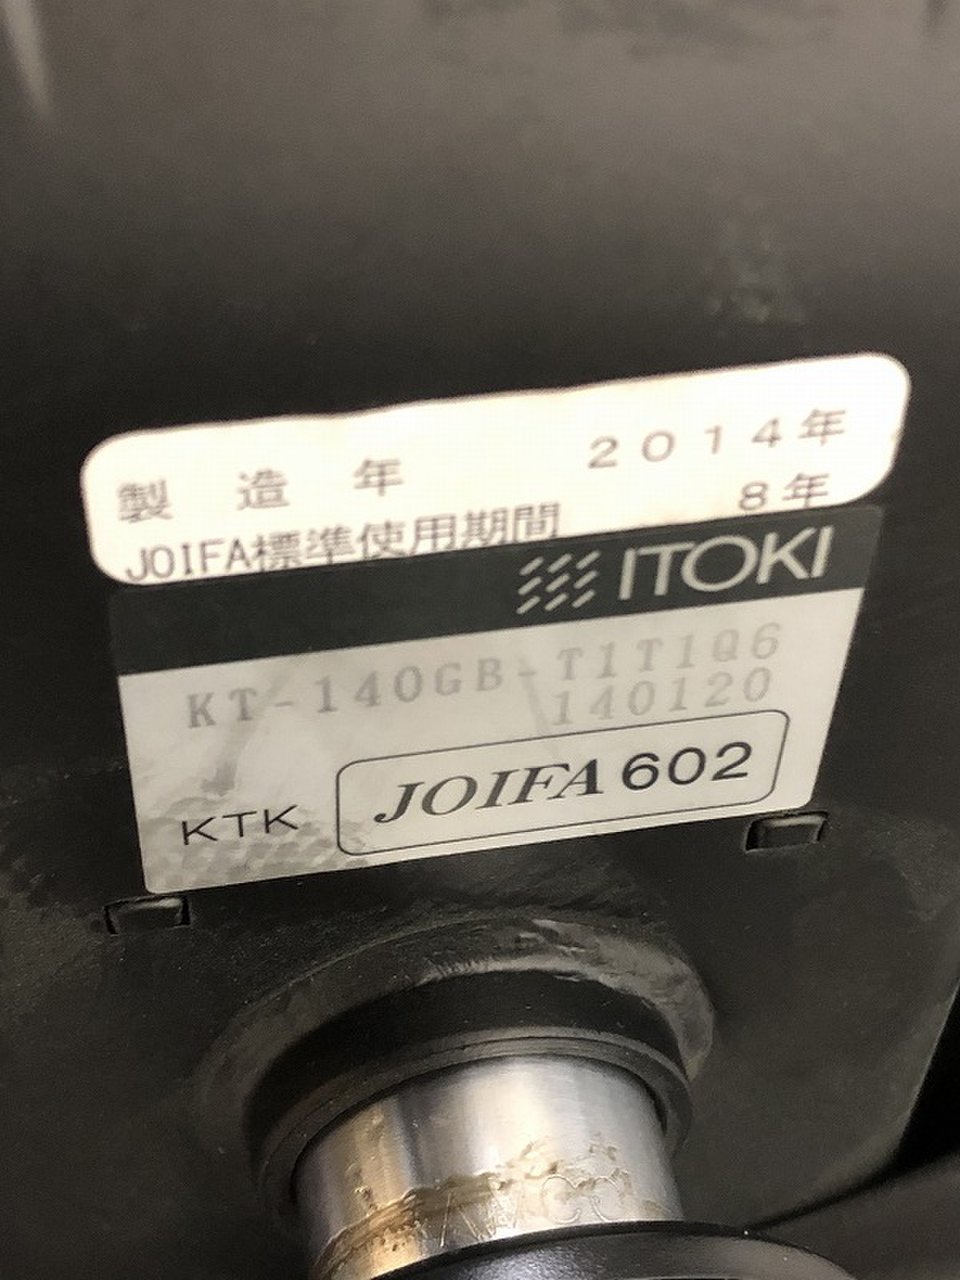 製 造 年 2014年
JOIFA標準使用期間 8年
ITOKI
KT-140GB-T1T1Q6
140120
KTK JOIFA 602